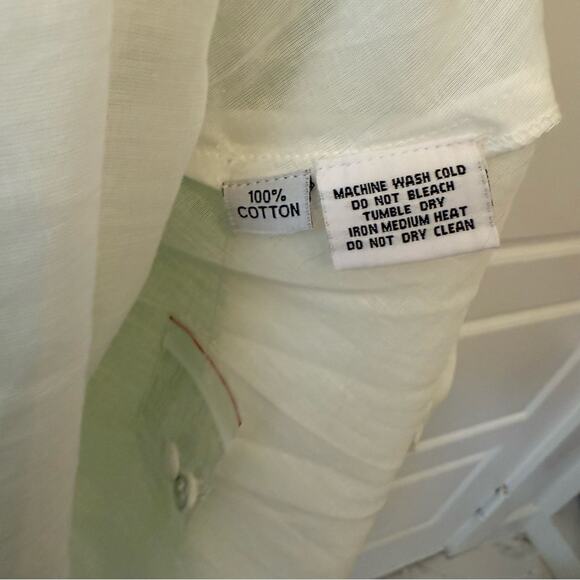 100%
COTTON
MACHINE WASH COLD
DO NOT BLEACH
TUMBLE DRY
IRON MEDIUM HEAT
DO NOT DRY CLEAN